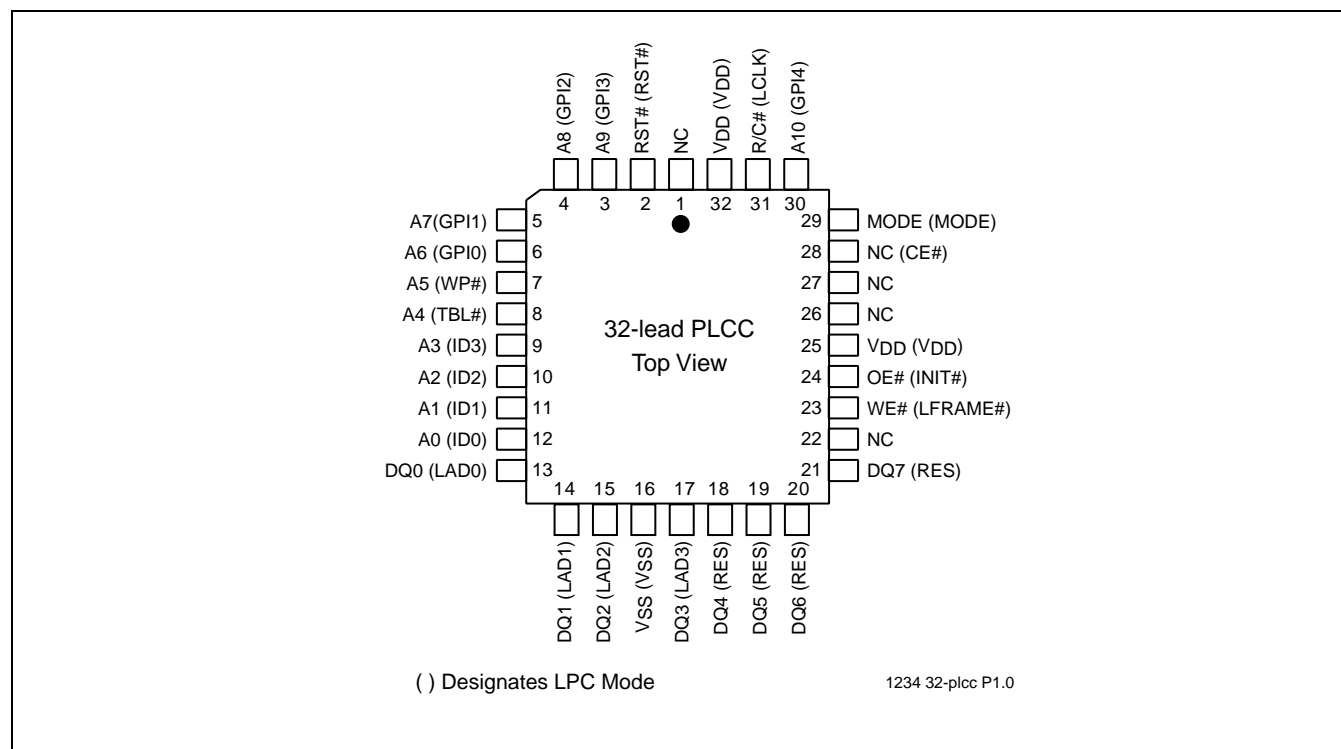 A8 (GPI2)
A9 (GPI3)
RST# (RST#)
NC
VDD (VDD)
R/C# (LCLK)
A10 (GPI4)
4 3 2 1 32 31 30
A7(GPI1) 5
A6 (GPI0) 6
A5 (WP#) 7
A4 (TBL#) 8
A3 (ID3) 9
A2 (ID2) 10
A1 (ID1) 11
A0 (ID0) 12
DQ0 (LAD0) 13
32-lead PLCC
Top View
29 MODE (MODE)
28 NC (CE#)
27 NC
26 NC
25 VDD (VDD)
24 OE# (INIT#)
23 WE# (LFRAME#)
22 NC
21 DQ7 (RES)
14 15 16 17 18 19 20
DQ1 (LAD1)
DQ2 (LAD2)
VSS (VSS)
DQ3 (LAD3)
DQ4 (RES)
DQ5 (RES)
DQ6 (RES)
( ) Designates LPC Mode
1234 32-plcc P1.0